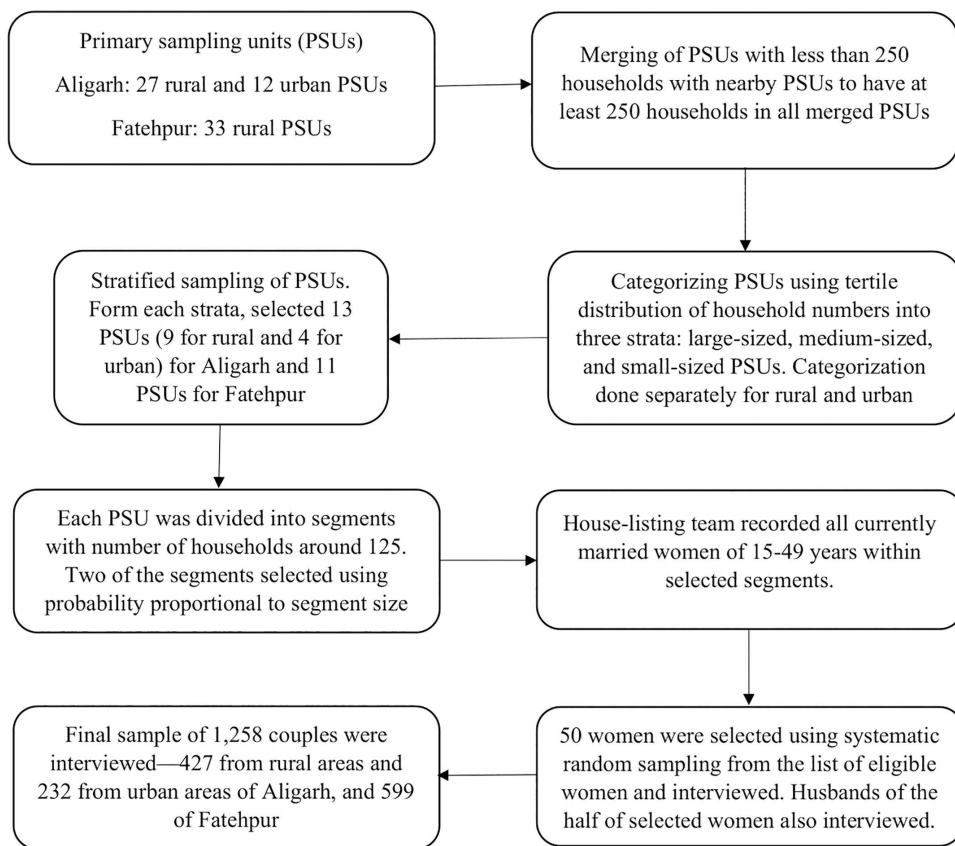 Primary sampling units (PSUs)
Aligarh: 27 rural and 12 urban PSUs
Fatehpur: 33 rural PSUs
Merging of PSUs with less than 250
households with nearby PSUs to have at
least 250 households in all merged PSUs
Categorizing PSUs using tertile
distribution of household numbers into
three strata: large-sized, medium-sized,
and small-sized PSUs. Categorization
done separately for rural and urban
Stratified sampling of PSUs.
Form each strata, selected 13
PSUs (9 for rural and 4 for
urban) for Aligarh and 11
PSUs for Fatehpur
Each PSU was divided into segments
with number of households around 125.
Two of the segments selected using
probability proportional to segment size
House-listing team recorded all currently
married women of 15-49 years within
selected segments.
50 women were selected using systematic
random sampling from the list of eligible
women and interviewed. Husbands of the
half of selected women also interviewed.
Final sample of 1,258 couples were
interviewed—427 from rural areas and
232 from urban areas of Aligarh, and 599
of Fatehpur